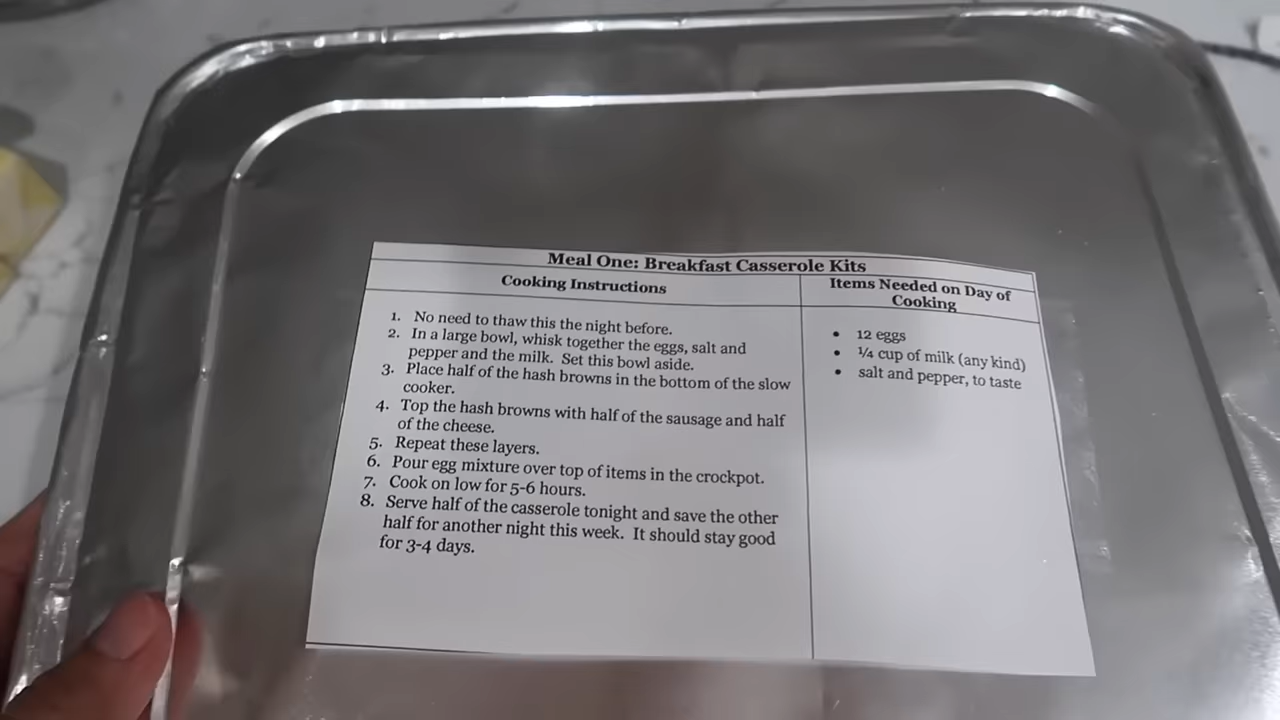 Meal One: Breakfast Casserole Kits
Cooking Instructions
1. No need to thaw this the night before.
2. In a large bowl, whisk together the eggs, salt and
pepper and the milk. Set this bowl aside.
3. Place half of the hash browns in the bottom of the slow
cooker.
4. Top the hash browns with half of the sausage and half
of the cheese.
5. Repeat these layers.
6. Pour egg mixture over top of items in the crockpot.
7. Cook on low for 5-6 hours.
8. Serve half of the casserole tonight and save the other
half for another night this week. It should stay good
for 3-4 days.
Items Needed on Day of
Cooking
• 12 eggs
• ¼ cup of milk (any kind)
• salt and pepper, to taste